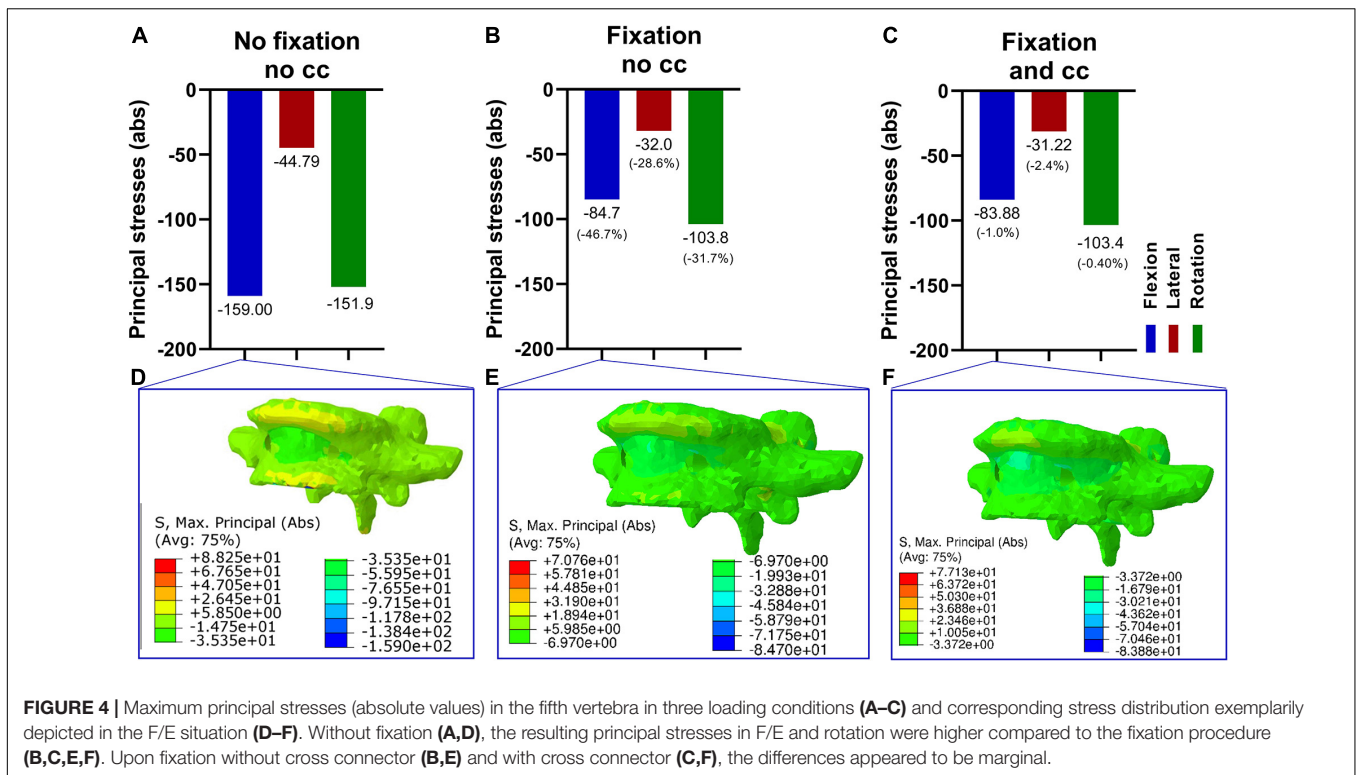 A
No fixation
no cc
Principal stresses (abs)
0
-50
-100
-150
-200
-159.00
-44.79
-151.9
B
Fixation
no cc
Principal stresses (abs)
0
-50
-100
-150
-200
-84.7
(-46.7%)
-32.0
(-28.6%)
-103.8
(-31.7%)
C
Fixation
and cc
Principal stresses (abs)
0
-50
-100
-150
-200
-83.88
(-1.0%)
-31.22
(-2.4%)
-103.4
(-0.40%)
Flexion
Lateral
Rotation
D
S, Max. Principal (Abs)
(Avg: 75%)
+8.825e+01
+6.765e+01
+4.705e+01
+2.645e+01
+5.850e+00
-1.475e+01
-3.535e+01
-3.535e+01
-5.595e+01
-7.655e+01
-9.715e+01
-1.178e+02
-1.384e+02
-1.590e+02
E
S, Max. Principal (Abs)
(Avg: 75%)
+7.076e+01
+5.781e+01
+4.485e+01
+3.190e+01
+1.894e+01
+5.985e+00
-6.970e+00
-6.970e+00
-1.993e+01
-3.288e+01
-4.584e+01
-5.879e+01
-7.175e+01
-8.470e+01
F
S, Max. Principal (Abs)
(Avg: 75%)
+7.713e+01
+6.372e+01
+5.030e+01
+3.688e+01
+2.346e+01
+1.005e+01
-3.372e+00
-3.372e+00
-1.679e+01
-3.021e+01
-4.362e+01
-5.704e+01
-7.046e+01
-8.388e+01
FIGURE 4 | Maximum principal stresses (absolute values) in the fifth vertebra in three loading conditions (A–C) and corresponding stress distribution exemplarily
depicted in the F/E situation (D–F). Without fixation (A,D), the resulting principal stresses in F/E and rotation were higher compared to the fixation procedure
(B,C,E,F). Upon fixation without cross connector (B,E) and with cross connector (C,F), the differences appeared to be marginal.